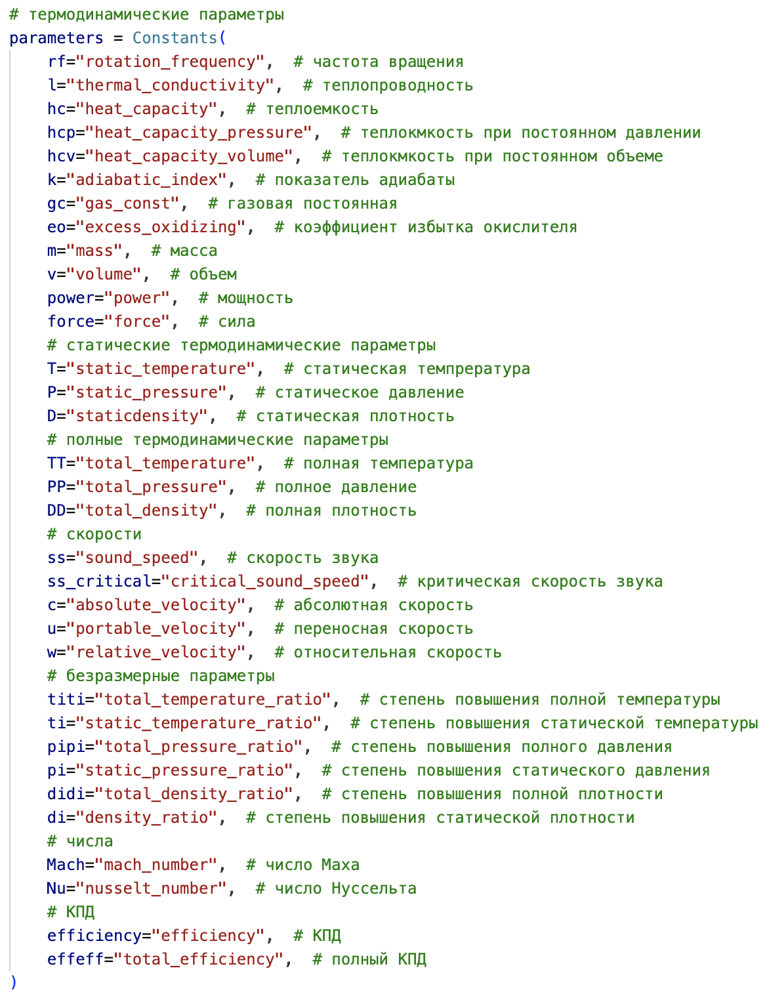 # термодинамические параметры
parameters = Constants(
    rf="rotation_frequency",  # частота вращения
    l="thermal_conductivity",  # теплопроводность
    hc="heat_capacity",  # теплоемкость
    hcp="heat_capacity_pressure",  # теплокмкость при постоянном давлении
    hcv="heat_capacity_volume",  # теплокмкость при постоянном объеме
    k="adiabatic_index",  # показатель адиабаты
    gc="gas_const",  # газовая постоянная
    eo="excess_oxidizing",  # коэффициент избытка окислителя
    m="mass",  # масса
    v="volume",  # объем
    power="power",  # мощность
    force="force",  # сила
    # статические термодинамические параметры
    T="static_temperature",  # статическая темпрература
    P="static_pressure",  # статическое давление
    D="staticdensity",  # статическая плотность
    # полные термодинамические параметры
    TT="total_temperature",  # полная температура
    PP="total_pressure",  # полное давление
    DD="total_density",  # полная плотность
    # скорости
    ss="sound_speed",  # скорость звука
    ss_critical="critical_sound_speed",  # критическая скорость звука
    c="absolute_velocity",  # абсолютная скорость
    u="portable_velocity",  # переносная скорость
    w="relative_velocity",  # относительная скорость
    # безразмерные параметры
    titi="total_temperature_ratio",  # степень повышения полной температуры
    ti="static_temperature_ratio",  # степень повышения статической температуры
    pipi="total_pressure_ratio",  # степень повышения полного давления
    pi="static_pressure_ratio",  # степень повышения статического давления
    didi="total_density_ratio",  # степень повышения полной плотности
    di="density_ratio",  # степень повышения статической плотности
    # числа
    Mach="mach_number",  # число Маха
    Nu="nusselt_number",  # число Нуссельта
    # КПД
    efficiency="efficiency",  # КПД
    effeff="total_efficiency",  # полный КПД
)